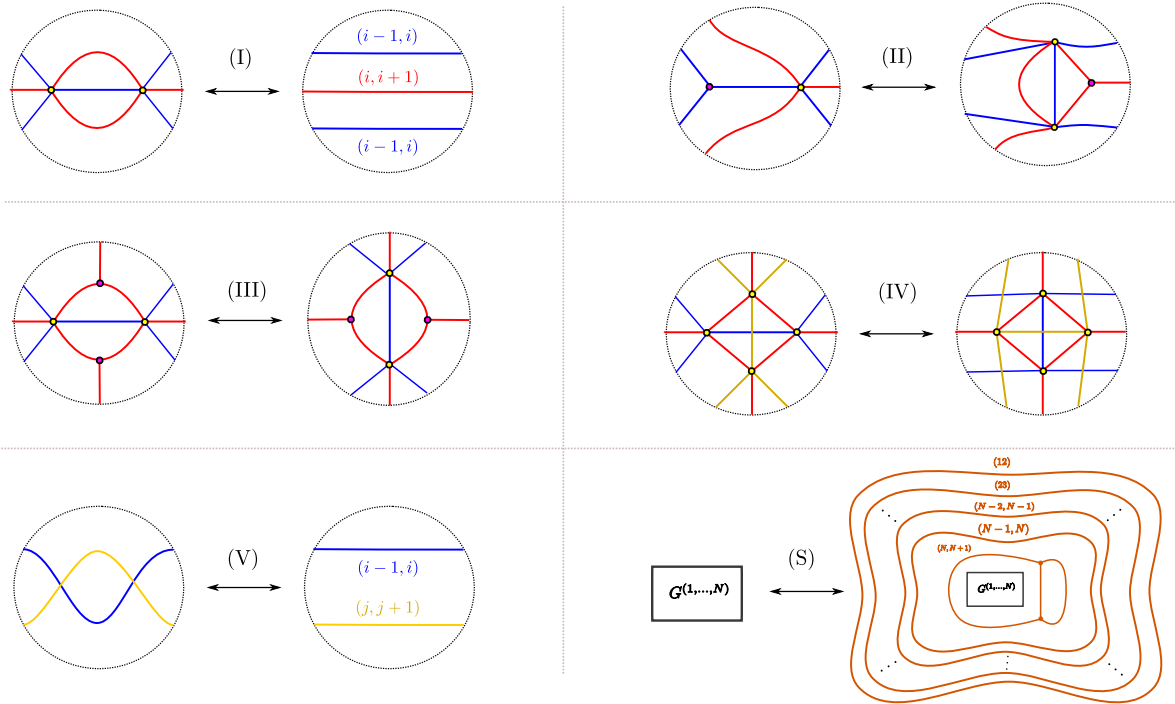 (I)
(i − 1, i)
(i, i + 1)
(i − 1, i)
(II)
(III)
(IV)
(V)
(i − 1, i)
(j, j + 1)
G^{(1,...,N)}
(S)
(12)
(23)
(N − 2, N − 1)
(N − 1, N)
(N, N + 1)
G^{(1,...,N)}